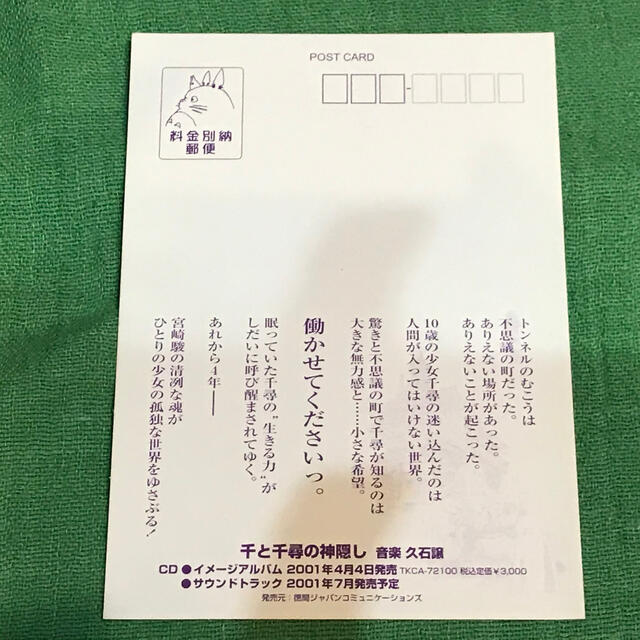 POST CARD
料金別納
郵便
トンネルのむこうは
不思議の町だった。
ありえない場所があった。
ありえないことが起こった。
10歳の少女千尋の迷い込んだのは
人間が入ってはいけない世界。
驚きと不思議の町で千尋が知るのは
大きな無力感と……小さな希望。
働かせてくださいっ。
眠っていた千尋の“生きる力”が
しだいに呼び醒まされてゆく。
あれから4年――
宮崎駿の清冽な魂が
ひとりの少女の孤独な世界をゆさぶる！
千と千尋の神隠し 音楽 久石譲
CD ●イメージアルバム 2001年4月4日発売 TKCA-72100 税込定価￥3,000
●サウンドトラック 2001年7月発売予定
発売元：徳間ジャパンコミュニケーションズ